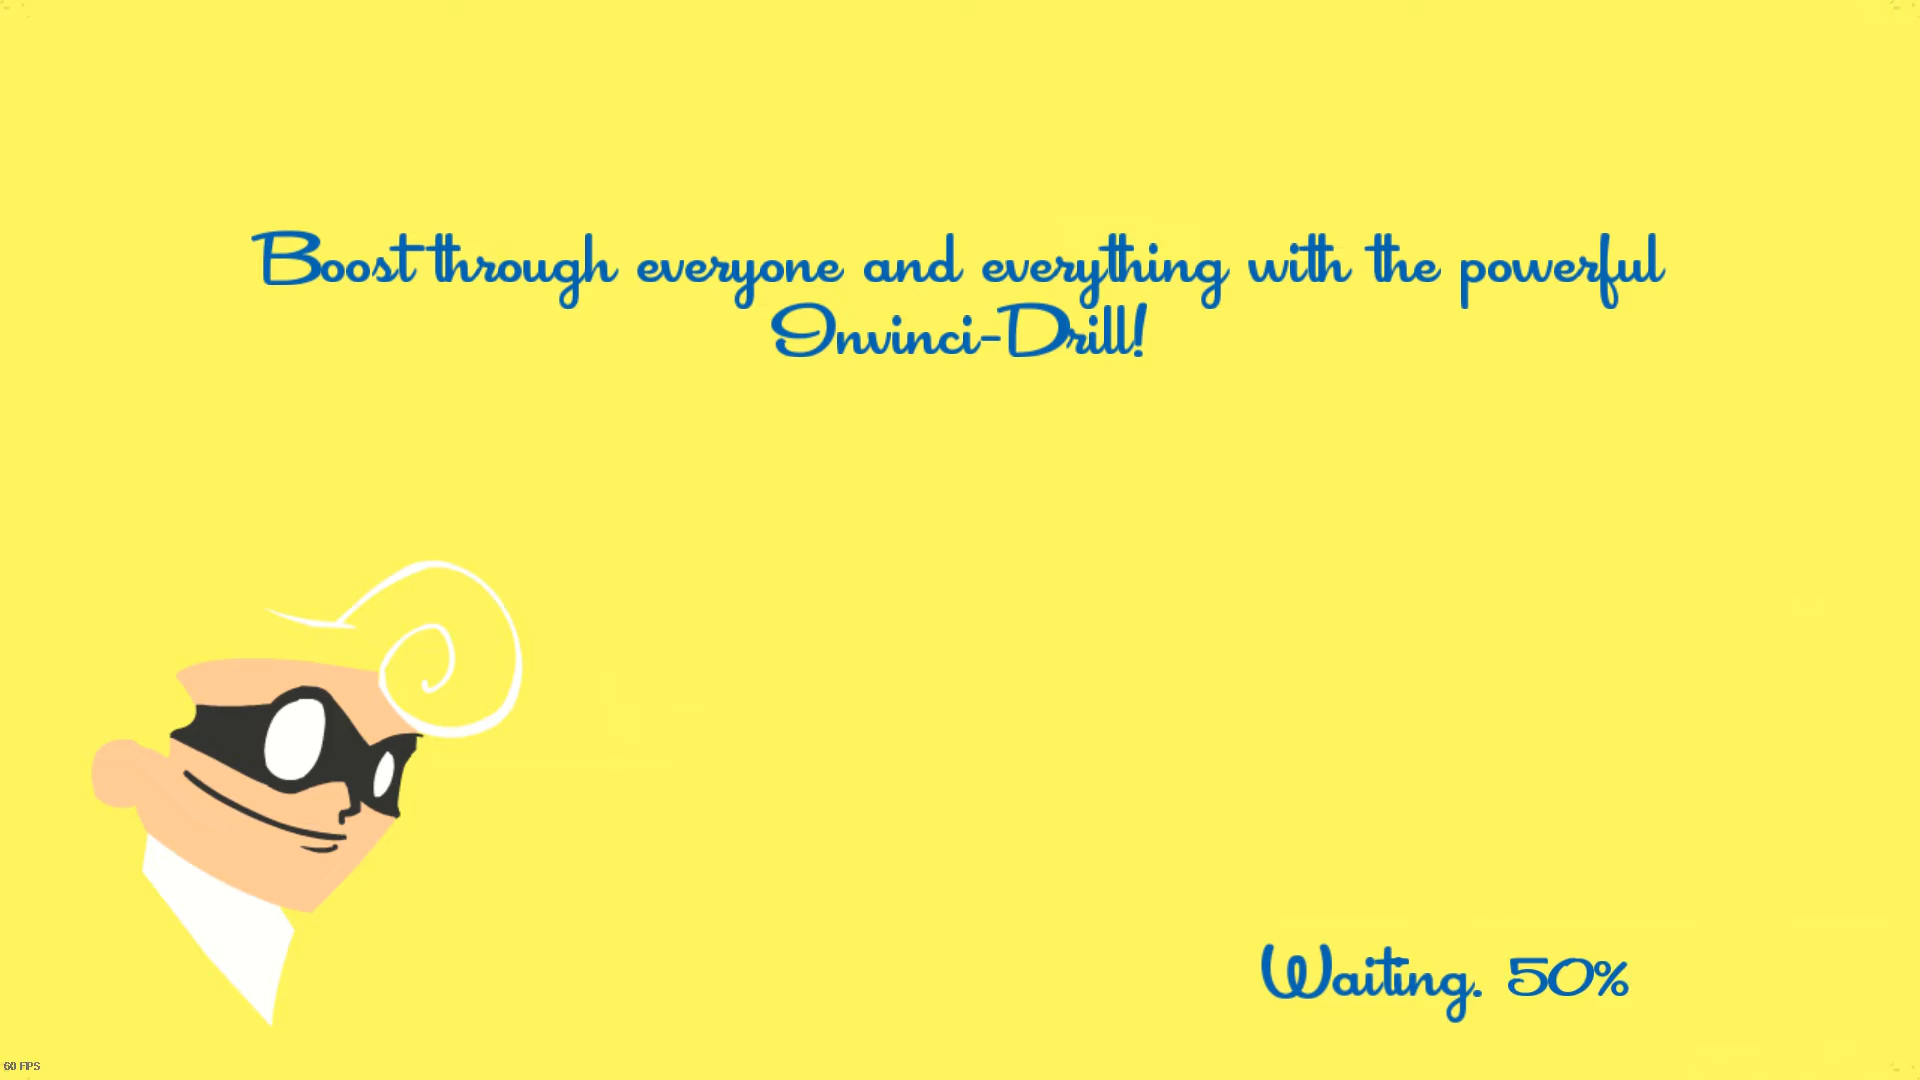 Boost through everyone and everything with the powerful
Invinci-Drill!
Waiting. 50%
60 FPS